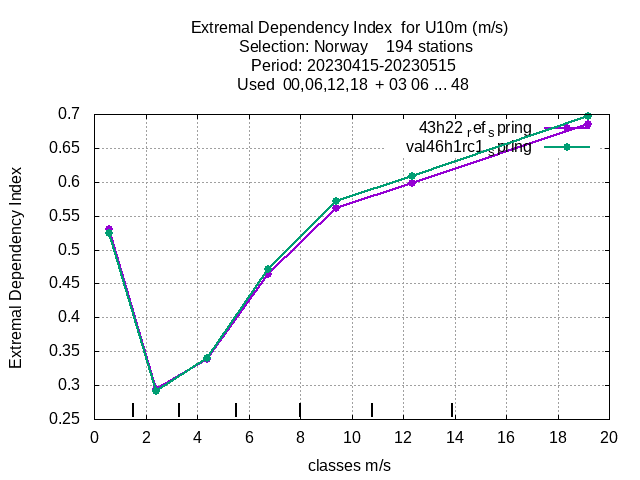 Extremal Dependency Index  for U10m (m/s)
Selection: Norway    194 stations
Period: 20230415-20230515
Used  00,06,12,18  + 03 06 ... 48
43h22_ref_spring
val46h1rc1_spring
Extremal Dependency Index
0.7
0.65
0.6
0.55
0.5
0.45
0.4
0.35
0.3
0.25
0 2 4 6 8 10 12 14 16 18 20
classes m/s